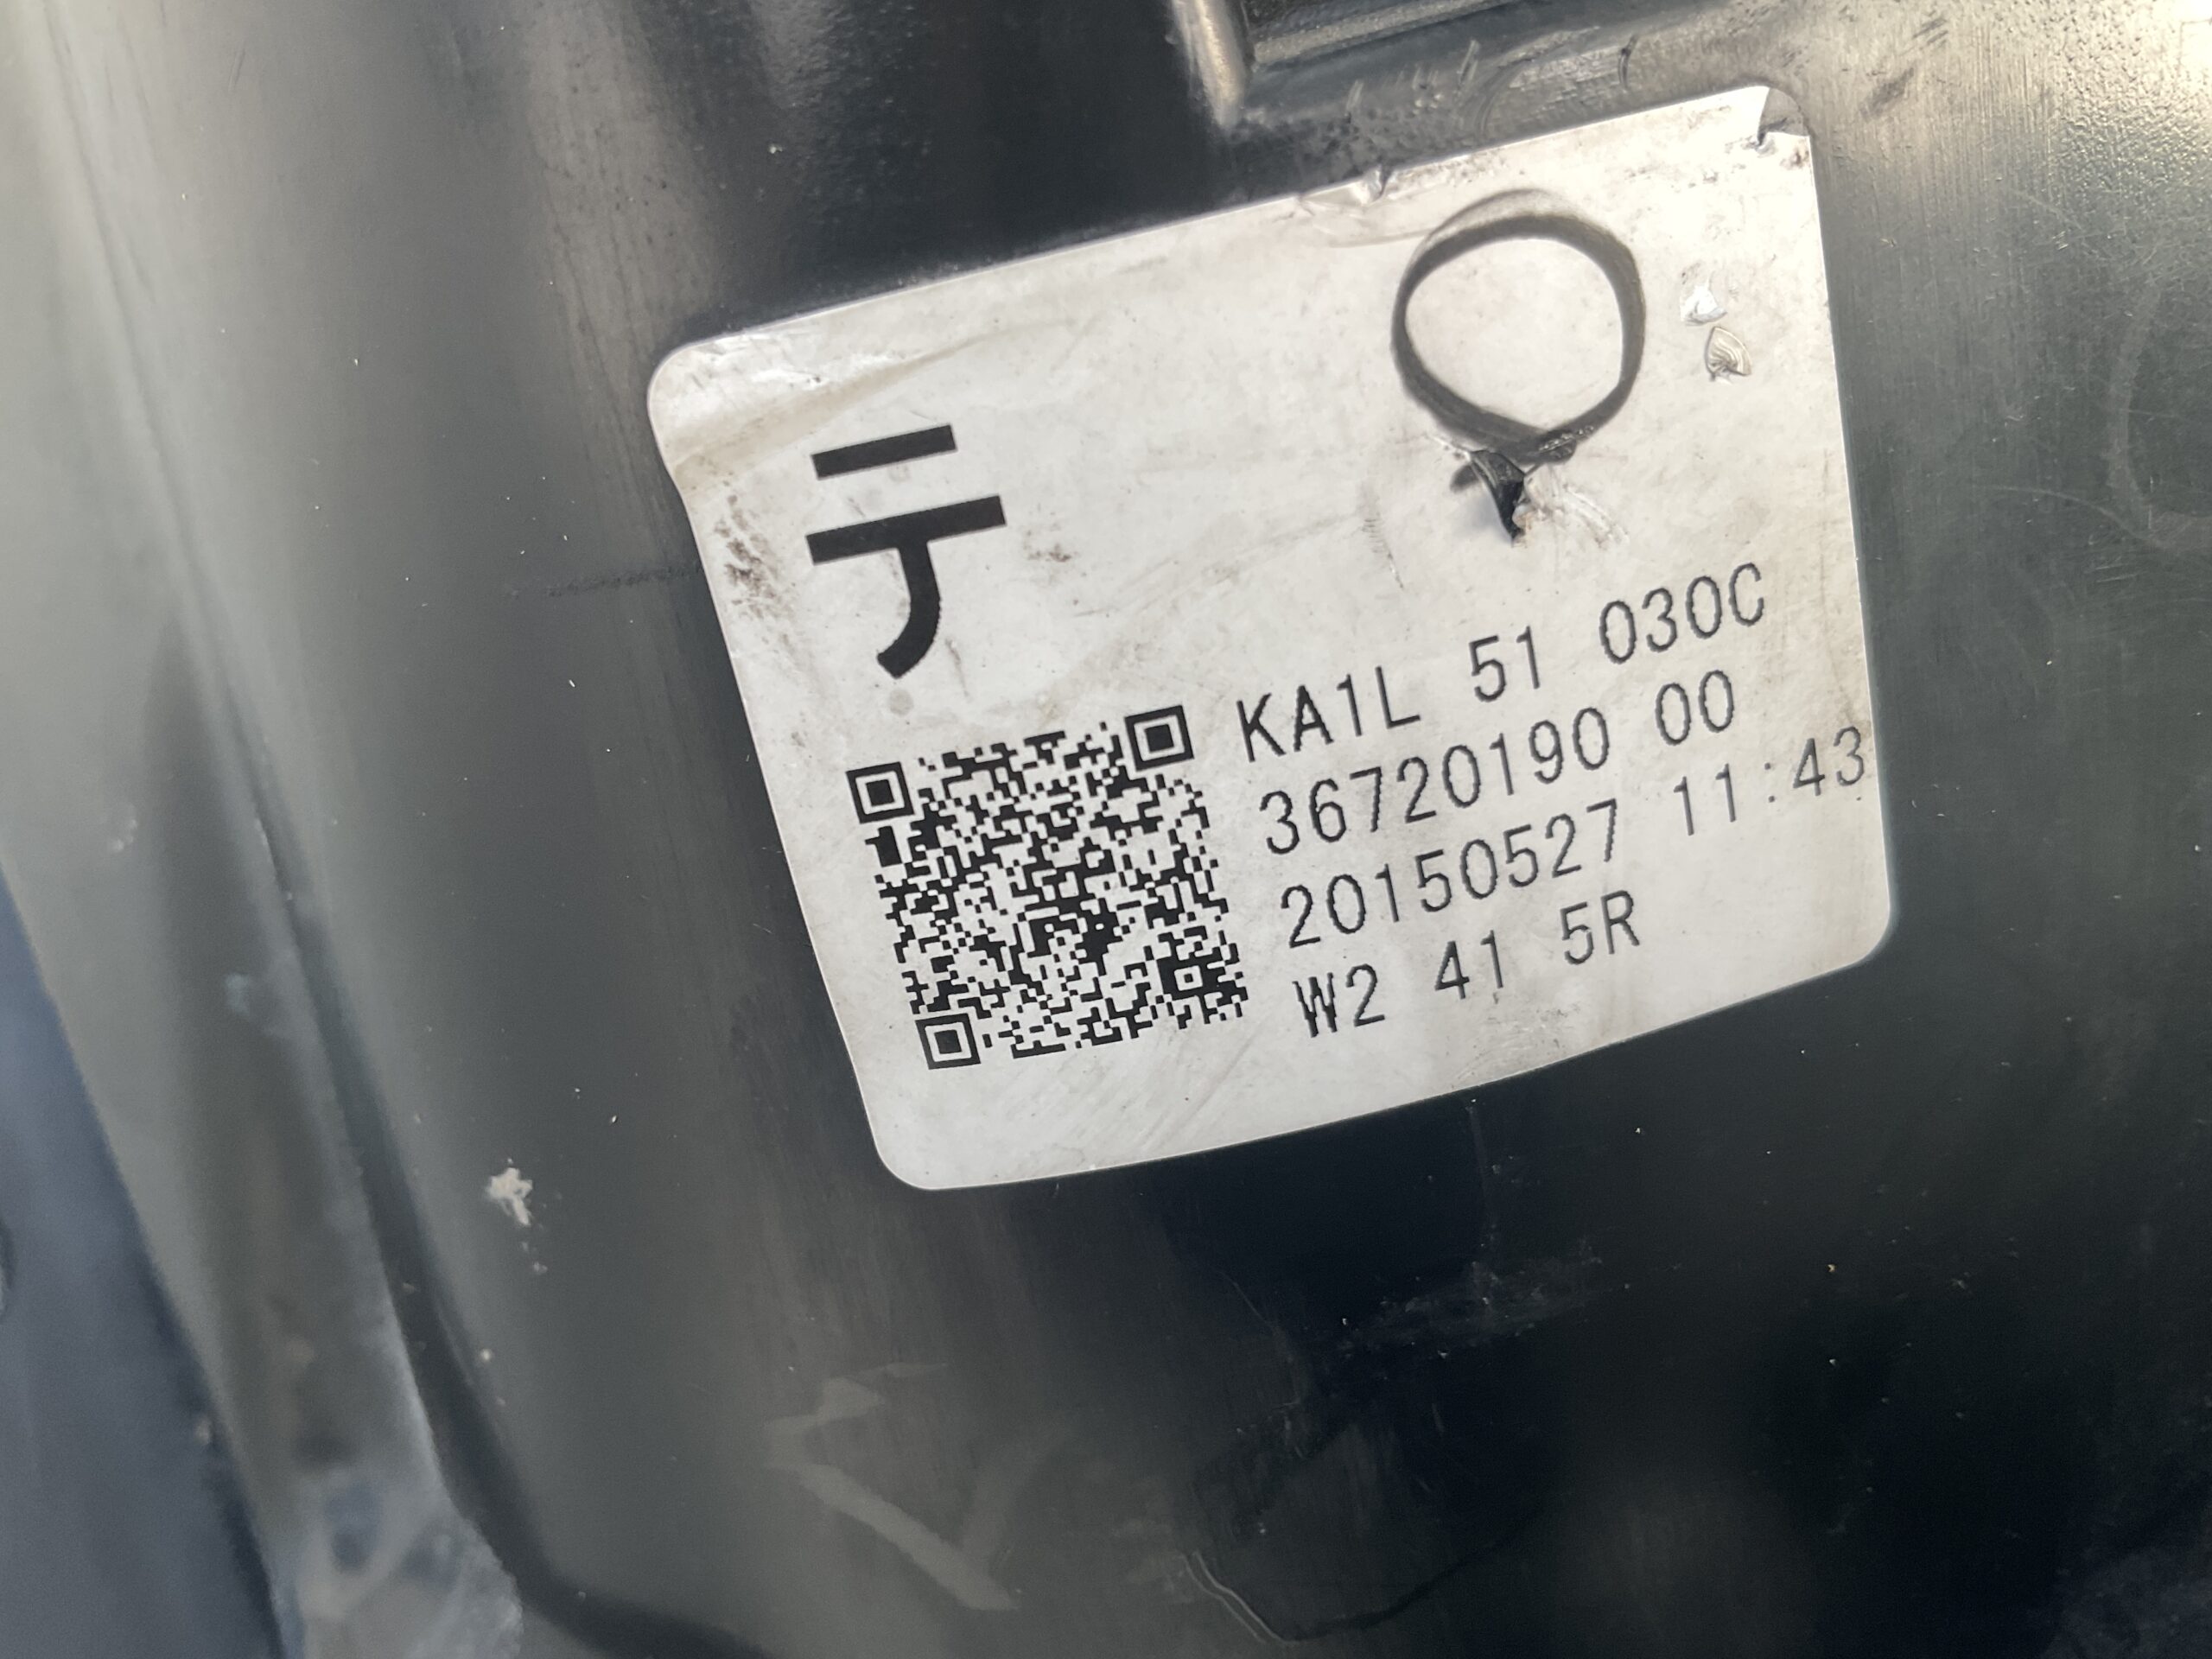 テ
KA1L 51 030C
36720190 00
20150527 11:43
W2 41 5R